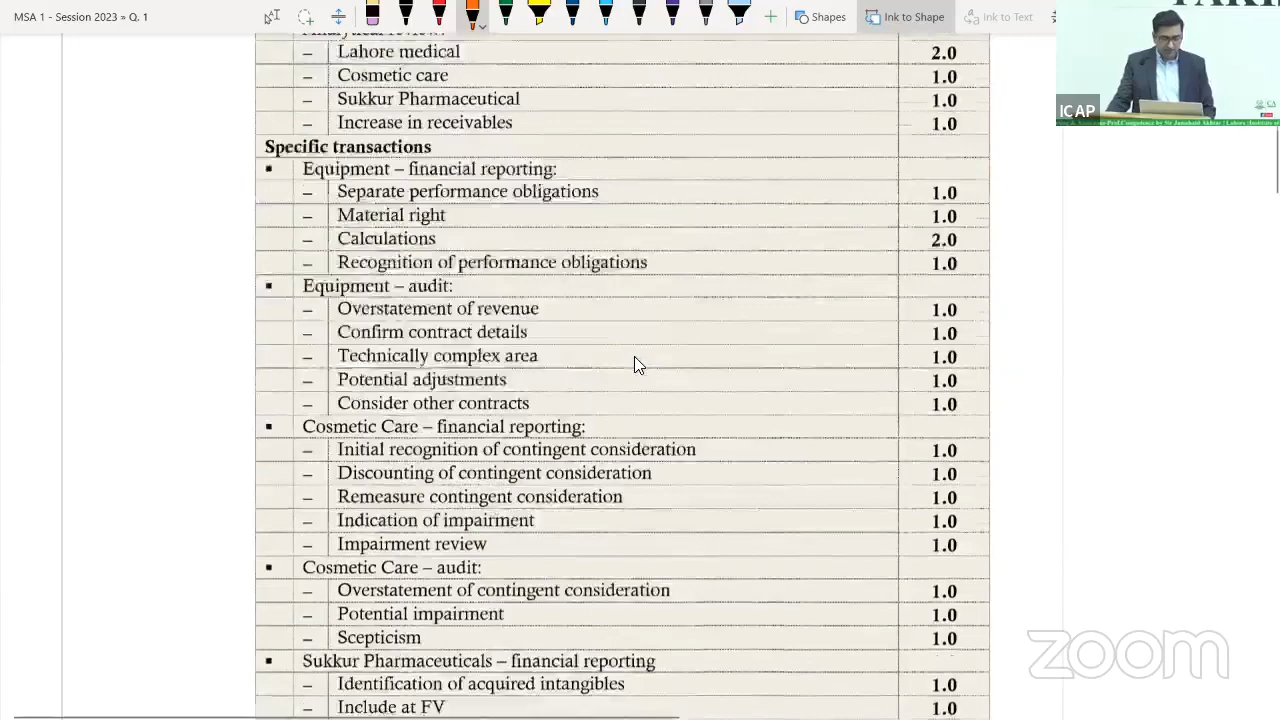 MSA 1 - Session 2023 » Q. 1
Shapes
Ink to Shape
Ink to Text
Analytical review:
– Lahore medical 2.0
– Cosmetic care 1.0
– Sukkur Pharmaceutical 1.0
– Increase in receivables 1.0
Specific transactions
▪ Equipment – financial reporting:
– Separate performance obligations 1.0
– Material right 1.0
– Calculations 2.0
– Recognition of performance obligations 1.0
▪ Equipment – audit:
– Overstatement of revenue 1.0
– Confirm contract details 1.0
– Technically complex area 1.0
– Potential adjustments 1.0
– Consider other contracts 1.0
▪ Cosmetic Care – financial reporting:
– Initial recognition of contingent consideration 1.0
– Discounting of contingent consideration 1.0
– Remeasure contingent consideration 1.0
– Indication of impairment 1.0
– Impairment review 1.0
▪ Cosmetic Care – audit:
– Overstatement of contingent consideration 1.0
– Potential impairment 1.0
– Scepticism 1.0
▪ Sukkur Pharmaceuticals – financial reporting
– Identification of acquired intangibles 1.0
– Include at FV 1.0
ICAP
zoom